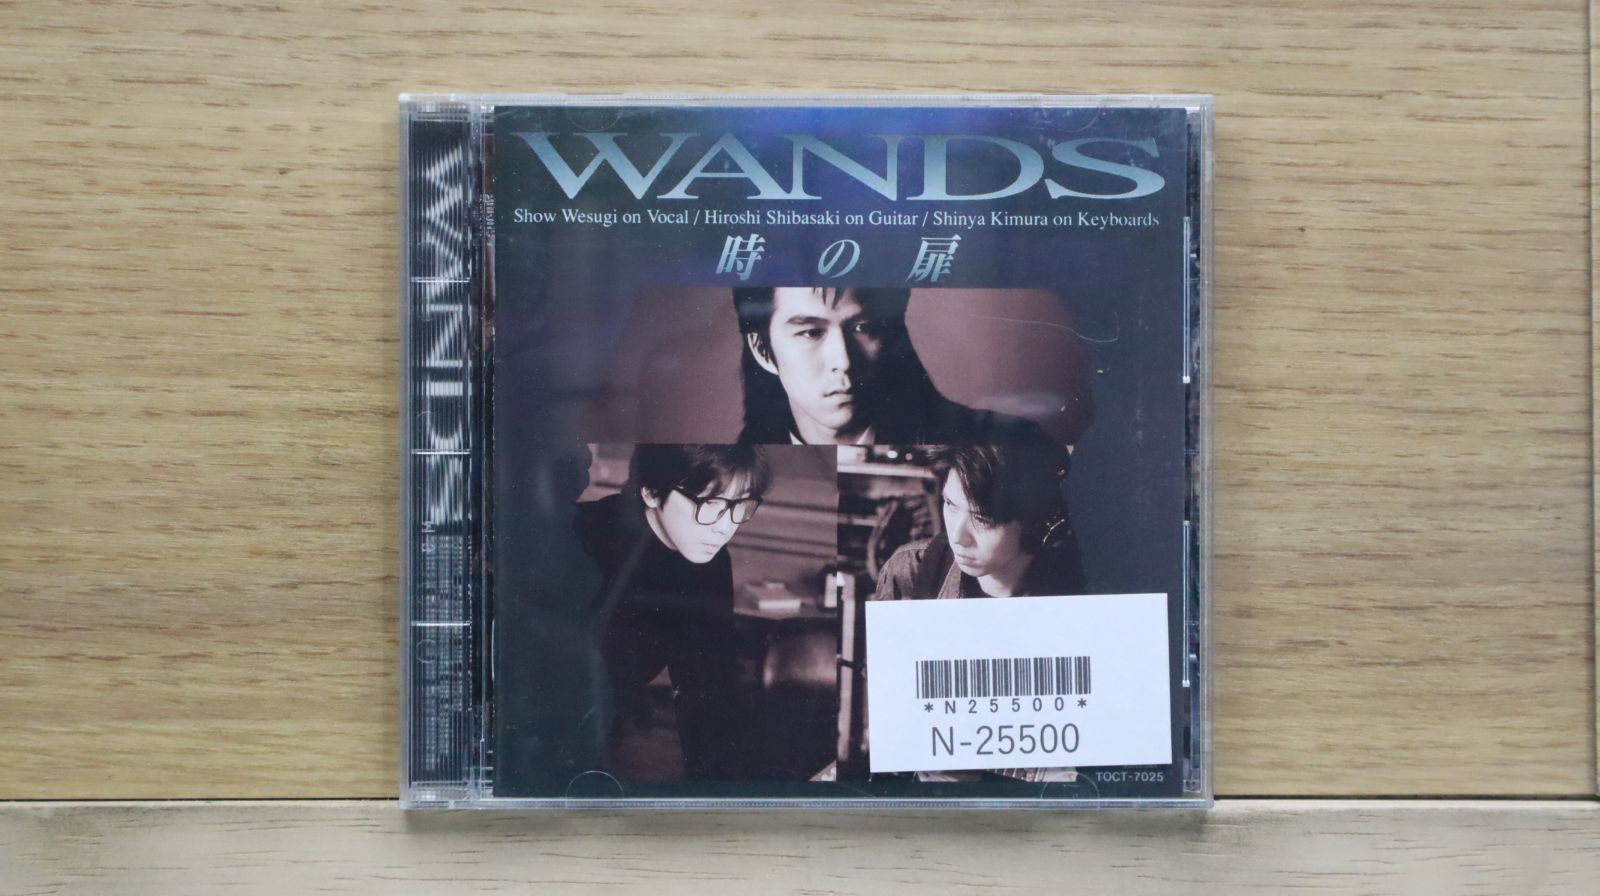 WANDS
Show Wesugi on Vocal / Hiroshi Shibasaki on Guitar / Shinya Kimura on Keyboards
時の扉
WANDS
*N25500*
N-25500
TOCT-7025